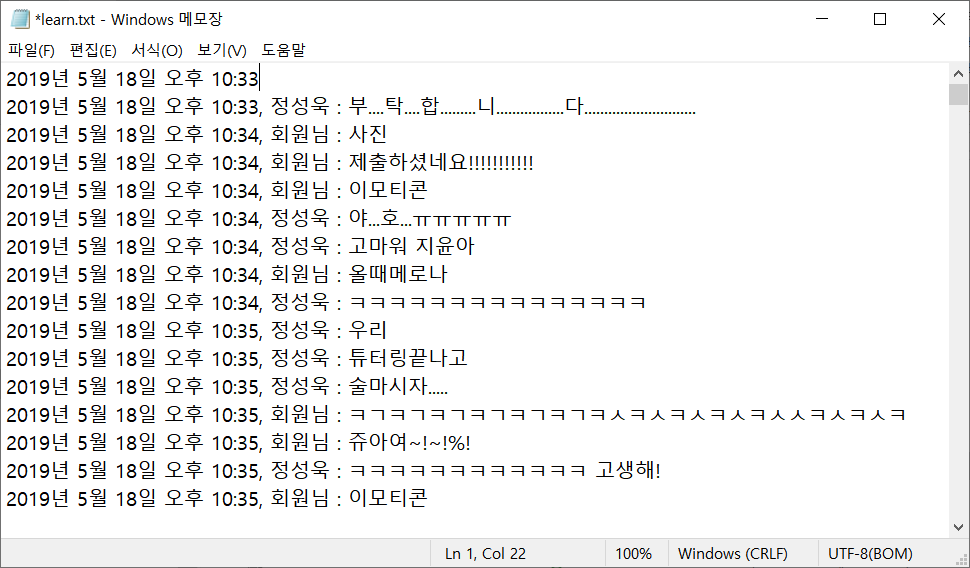 *learn.txt - Windows 메모장
파일(F) 편집(E) 서식(O) 보기(V) 도움말
2019년 5월 18일 오후 10:33
2019년 5월 18일 오후 10:33, 정성욱 : 부....탁....합.........니.................다............................
2019년 5월 18일 오후 10:34, 회원님 : 사진
2019년 5월 18일 오후 10:34, 회원님 : 제출하셨네요!!!!!!!!!!!
2019년 5월 18일 오후 10:34, 회원님 : 이모티콘
2019년 5월 18일 오후 10:34, 정성욱 : 야...호...ㅠㅠㅠㅠㅠ
2019년 5월 18일 오후 10:34, 정성욱 : 고마워 지윤아
2019년 5월 18일 오후 10:34, 회원님 : 올때메로나
2019년 5월 18일 오후 10:34, 정성욱 : ㅋㅋㅋㅋㅋㅋㅋㅋㅋㅋㅋㅋㅋㅋㅋ
2019년 5월 18일 오후 10:35, 정성욱 : 우리
2019년 5월 18일 오후 10:35, 정성욱 : 튜터링끝나고
2019년 5월 18일 오후 10:35, 정성욱 : 술마시자.....
2019년 5월 18일 오후 10:35, 회원님 : ㅋㄱㅋㄱㅋㄱㅋㄱㅋㄱㅋㄱㅋㅅㅋㅅㅋㅅㅋㅅㅋㅅㅅㅋㅅㅋㅅㅋ
2019년 5월 18일 오후 10:35, 회원님 : 쥬아여~!~!%!
2019년 5월 18일 오후 10:35, 정성욱 : ㅋㅋㅋㅋㅋㅋㅋㅋㅋㅋㅋㅋ 고생해!
2019년 5월 18일 오후 10:35, 회원님 : 이모티콘
Ln 1, Col 22 100% Windows (CRLF) UTF-8(BOM)